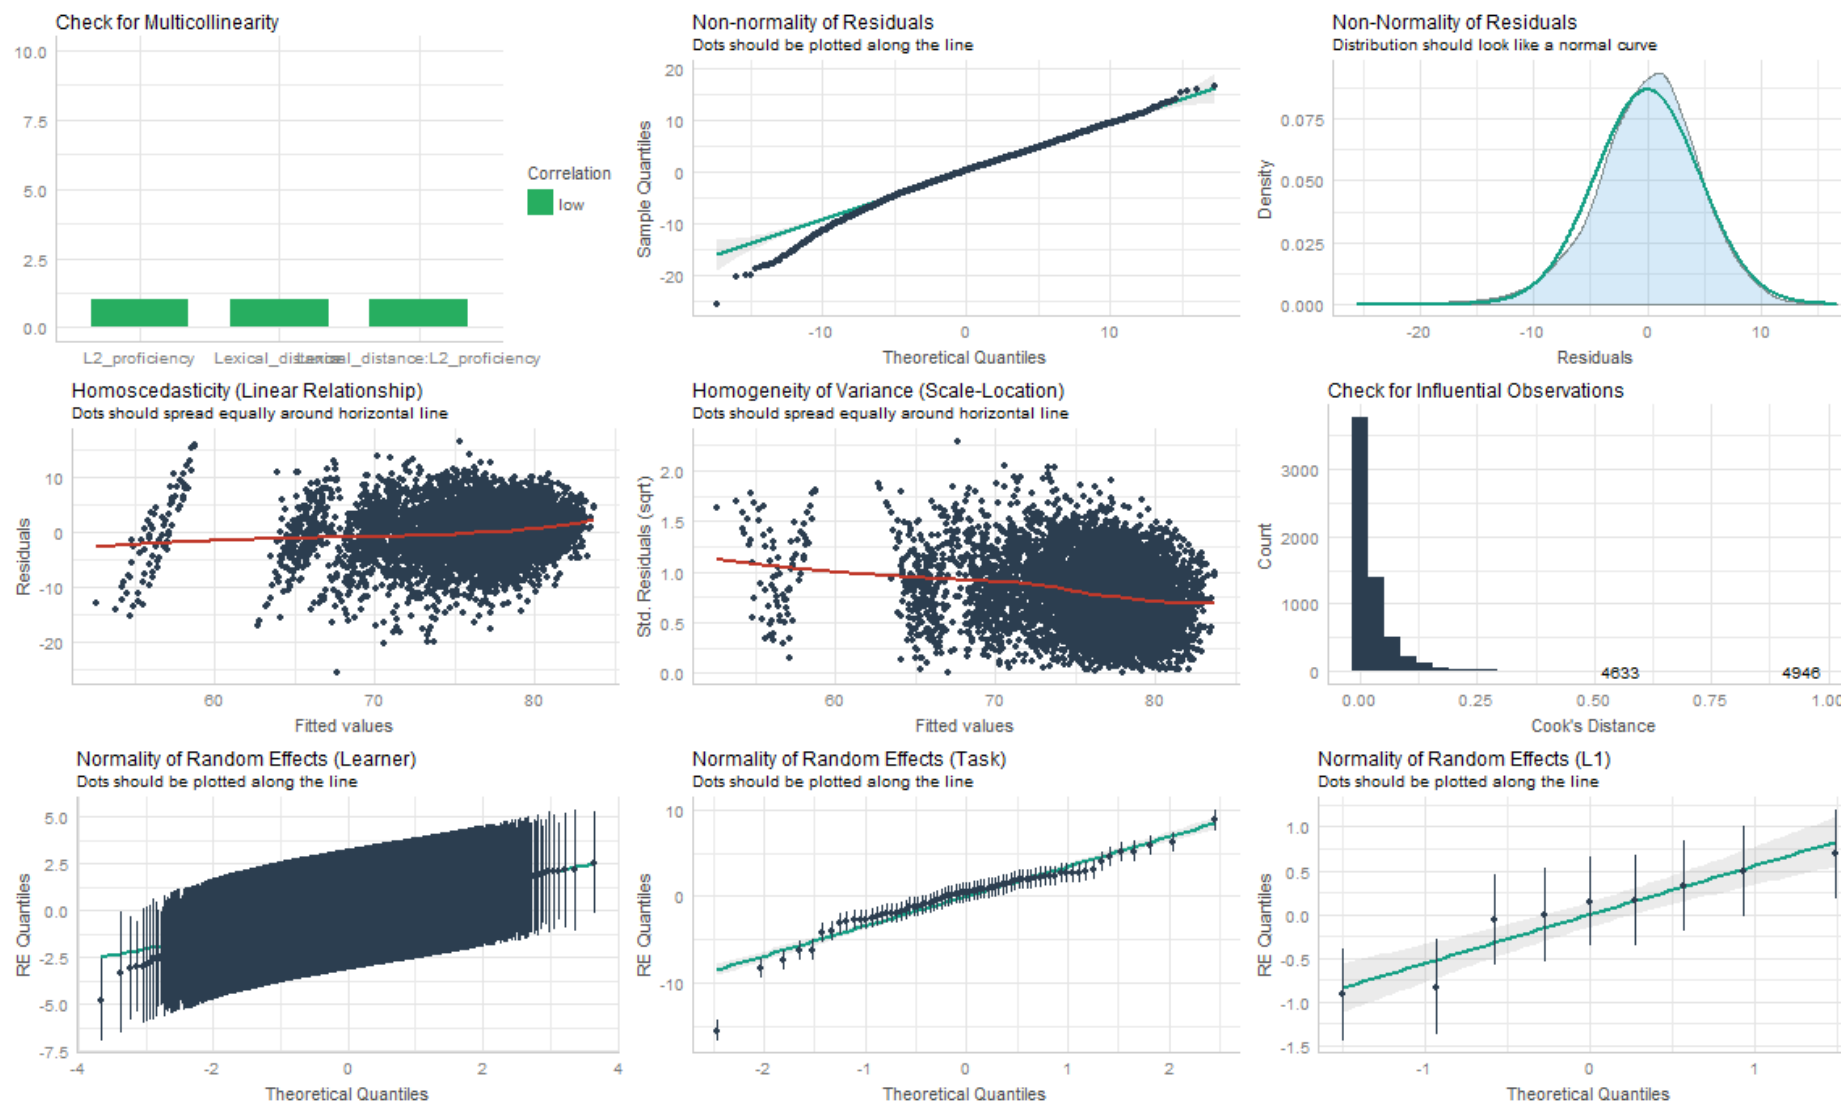 Check for Multicollinearity
10.0
7.5
5.0
2.5
0.0
L2_proficiency
Lexical_distance
Lexical_distance:L2_proficiency
Correlation
low
Non-normality of Residuals
Dots should be plotted along the line
Sample Quantiles
20
10
0
-10
-20
-10 0 10
Theoretical Quantiles
Non-Normality of Residuals
Distribution should look like a normal curve
Density
0.075
0.050
0.025
0.000
-20 -10 0 10
Residuals
Homoscedasticity (Linear Relationship)
Dots should spread equally around horizontal line
Residuals
10
0
-10
-20
60 70 80
Fitted values
Homogeneity of Variance (Scale-Location)
Dots should spread equally around horizontal line
Std. Residuals (sqrt)
2.0
1.5
1.0
0.5
0.0
60 70 80
Fitted values
Check for Influential Observations
Count
3000
2000
1000
0
4633 4946
0.00 0.25 0.50 0.75 1.00
Cook's Distance
Normality of Random Effects (Learner)
Dots should be plotted along the line
RE Quantiles
5.0
2.5
0.0
-2.5
-5.0
-7.5
-4 -2 0 2 4
Theoretical Quantiles
Normality of Random Effects (Task)
Dots should be plotted along the line
RE Quantiles
10
0
-10
-2 -1 0 1 2
Theoretical Quantiles
Normality of Random Effects (L1)
Dots should be plotted along the line
RE Quantiles
1.0
0.5
0.0
-0.5
-1.0
-1.5
-1 0 1
Theoretical Quantiles